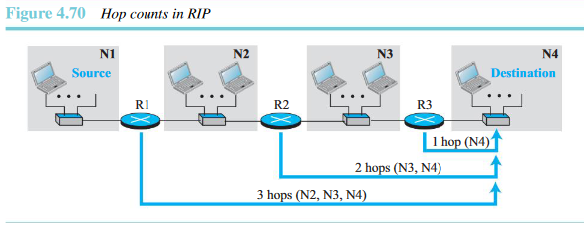 Figure 4.70 Hop counts in RIP
N1 N2 N3 N4
Source Destination
R1 R2 R3
1 hop (N4)
2 hops (N3, N4)
3 hops (N2, N3, N4)